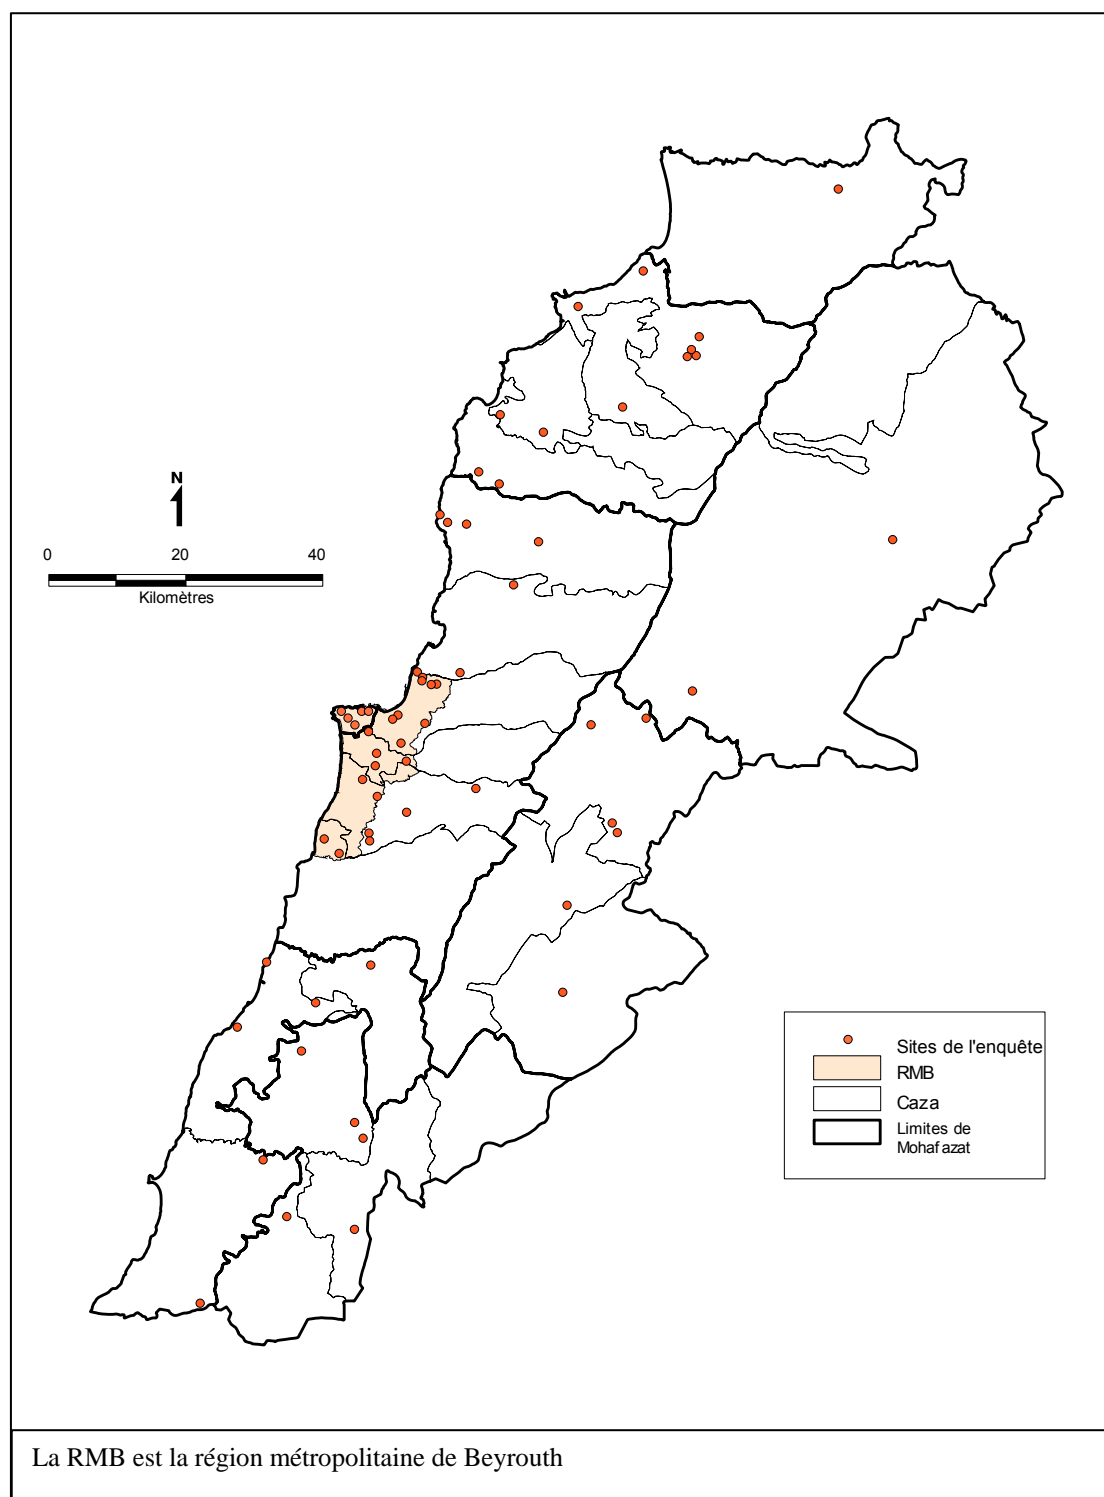 N
0 20 40
Kilomètres
Sites de l'enquête
RMB
Caza
Limites de
Mohafazat
La RMB est la région métropolitaine de Beyrouth